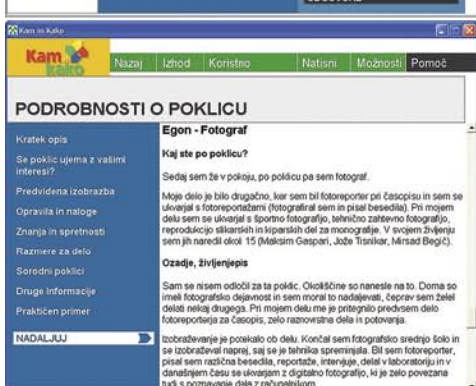 Kam in Kako
Kam
kako
Nazaj
Izhod
Koristno
Natisni
Možnosti
Pomoč
PODROBNOSTI O POKLICU
Kratek opis
Se poklic ujema z vašimi
interesi?
Predvidena izobrazba
Opravila in naloge
Znanja in spretnosti
Razmere za delo
Sorodni poklici
Druge informacije
Praktičen primer
NADALJUJ
Egon - Fotograf
Kaj ste po poklicu?
Sedaj sem že v pokoju, po poklicu pa sem fotograf.
Moje delo je bilo drugačno, ker sem bil fotoreporter pri časopisu in sem se
ukvarjal s fotoreportažami (fotografiral sem in pisal besedila). Pri mojem
delu sem se ukvarjal s športno fotografijo, tehnično zahtevno fotografijo,
reprodukcijo slikarskih in kiparskih del za monografije. V svojem življenju
sem jih naredil okoli 15 (Maksim Gaspari, Jože Tisnikar, Mirsad Begič).
Ozadje, življenjepis
Sam se nisem odločil za ta poklic. Okoliščine so nanesle na to. Doma so
imeli fotografsko dejavnost in sem moral to nadaljevati, čeprav sem želel
delati nekaj drugega. Pri mojem delu me je pritegnilo predvsem delo
fotoreporterja za časopis, zelo raznovrstna dela in potovanja.
Izobraževanje je potekalo ob delu. Končal sem fotografsko srednjo šolo in
se izobraževal naprej, saj se je tehnika spreminjala. Bil sem fotoreporter,
pisal sem različna besedila, reportaže, intervjuje, delal v laboratoriju in v
današnjem času se ukvarjam z digitalno fotografijo, ki je zelo povezana
tudi s poznavanje dela z računalnikom.